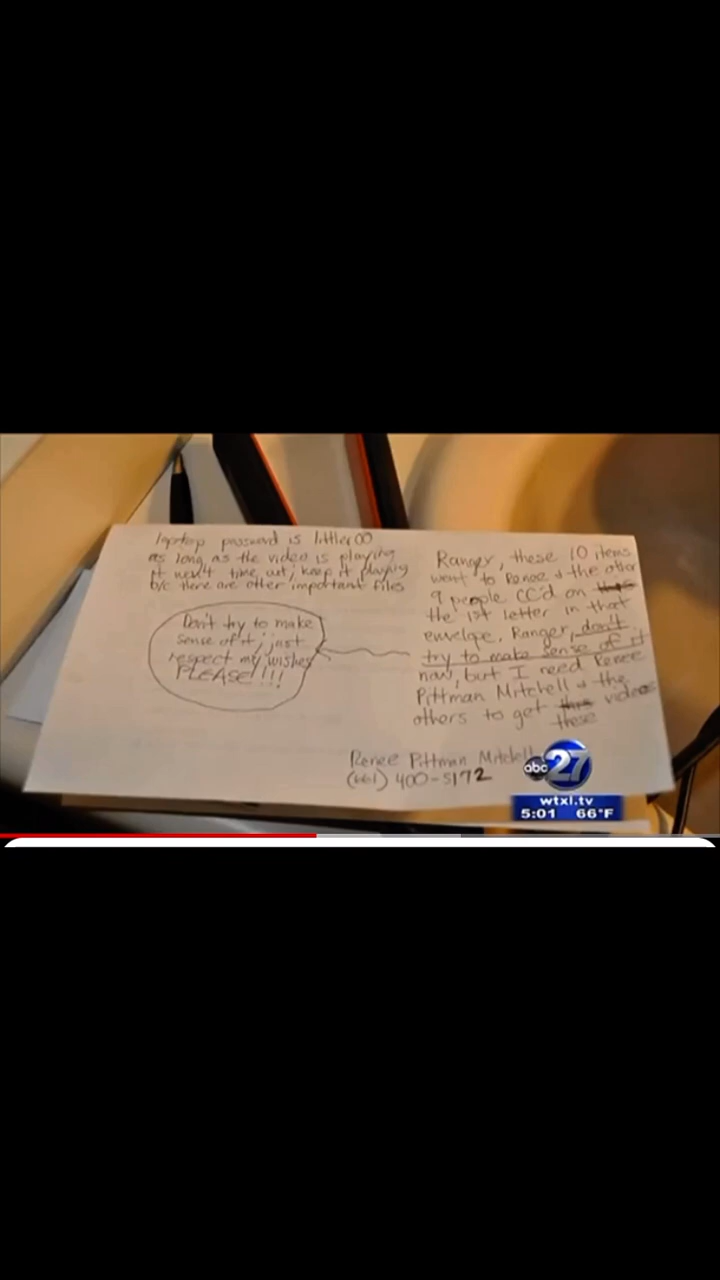 laptop password is little00
as long as the video is playing
it won't time out; keep it playing
b/c there are other important files
Don't try to make
sense of it; just
respect my wishes
PLEASE!!!!
Ranger, these 10 items
went to Renee & the other
9 people CC'd on
the 1st letter in that
envelope. Ranger, don't
try to make sense of it
now, but I need Renee
Pittman Mitchell & the
others to get these videos
Renee Pittman Mitchell
(661) 400-5172
abc 27
wtxl.tv
5:01 66°F